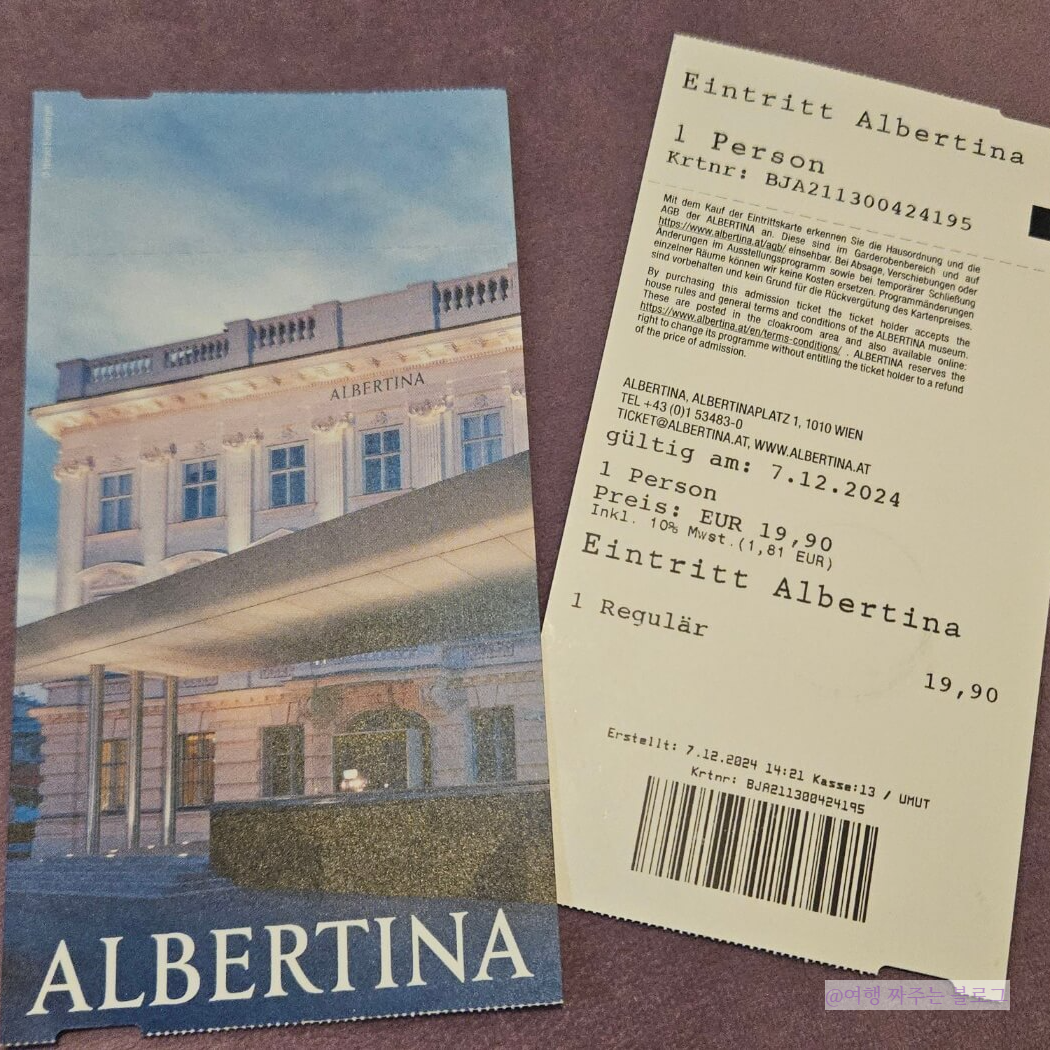 ALBERTINA
ALBERTINA
Eintritt Albertina
1 Person
Krtnr: BJA211300424195
Mit dem Kauf der Eintrittskarte erkennen Sie die Hausordnung und die
AGB der ALBERTINA an. Diese sind im Garderobenbereich und auf
https://www.albertina.at/agb/ einsehbar. Bei Absage, Verschiebungen oder
Änderungen im Ausstellungsprogramm sowie bei temporärer Schließung
einzelner Räume können wir keine Kosten ersetzen. Programmänderungen
sind vorbehalten und kein Grund für die Rückvergütung des Kartenpreises.
By purchasing this admission ticket the ticket holder accepts the
house rules and general terms and conditions of the ALBERTINA museum.
These are posted in the cloakroom area and also available online:
https://www.albertina.at/en/terms-conditions/ . ALBERTINA reserves the
right to change its programme without entitling the ticket holder to a refund
of the price of admission.
ALBERTINA, ALBERTINAPLATZ 1, 1010 WIEN
TEL +43 (0)1 53483-0
TICKET@ALBERTINA.AT, WWW.ALBERTINA.AT
gültig am: 7.12.2024
1 Person
Preis: EUR 19,90
Inkl. 10% Mwst.(1,81 EUR)
Eintritt Albertina
1 Regulär
19,90
Erstellt: 7.12.2024 14:21 Kasse:13 / UMUT
Krtnr: BJA211300424195
@여행 짜주는 블로그